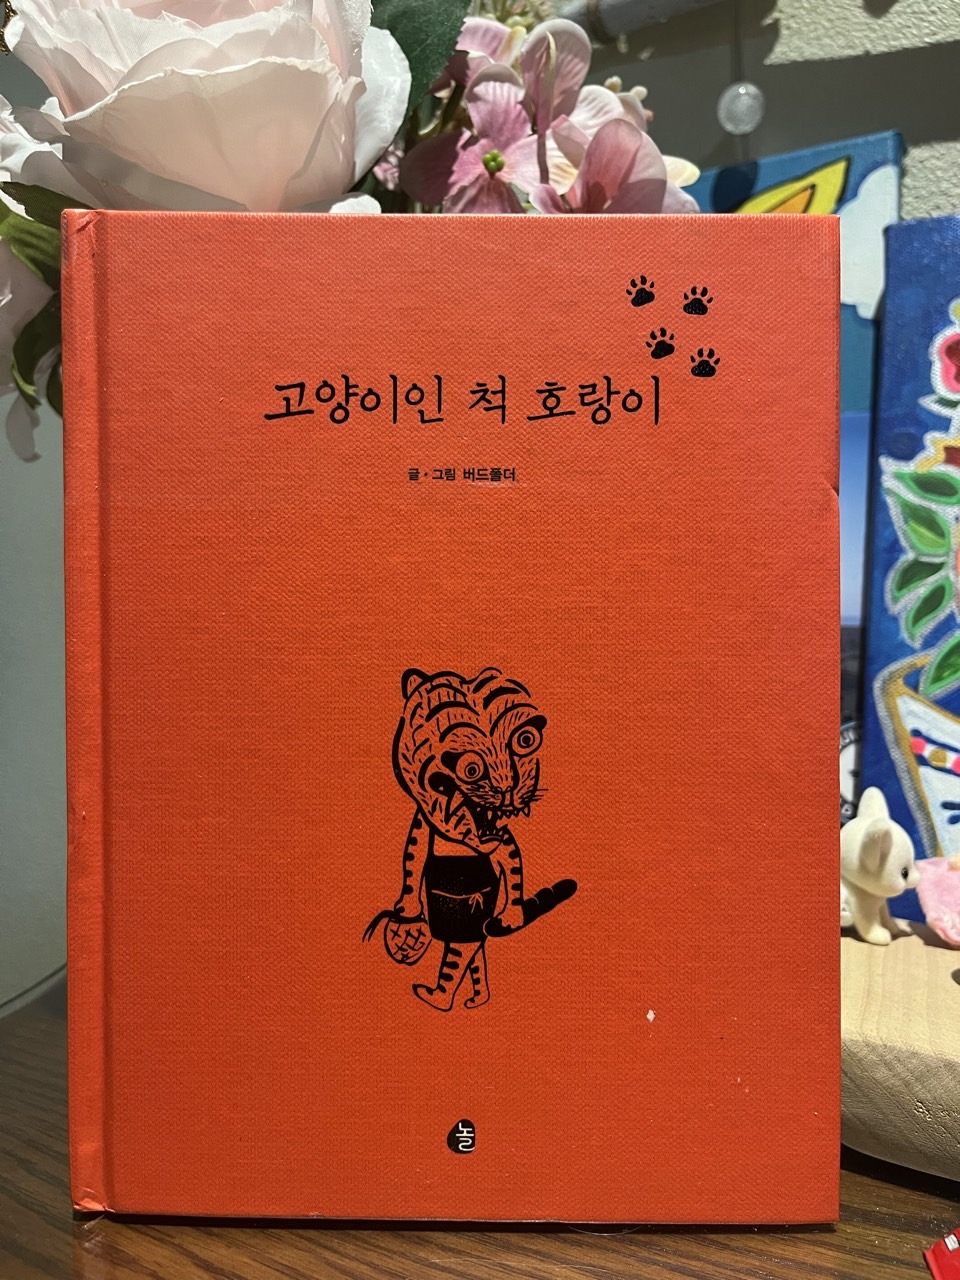 고양이인 척 호랑이
글·그림 버드폴더
놀